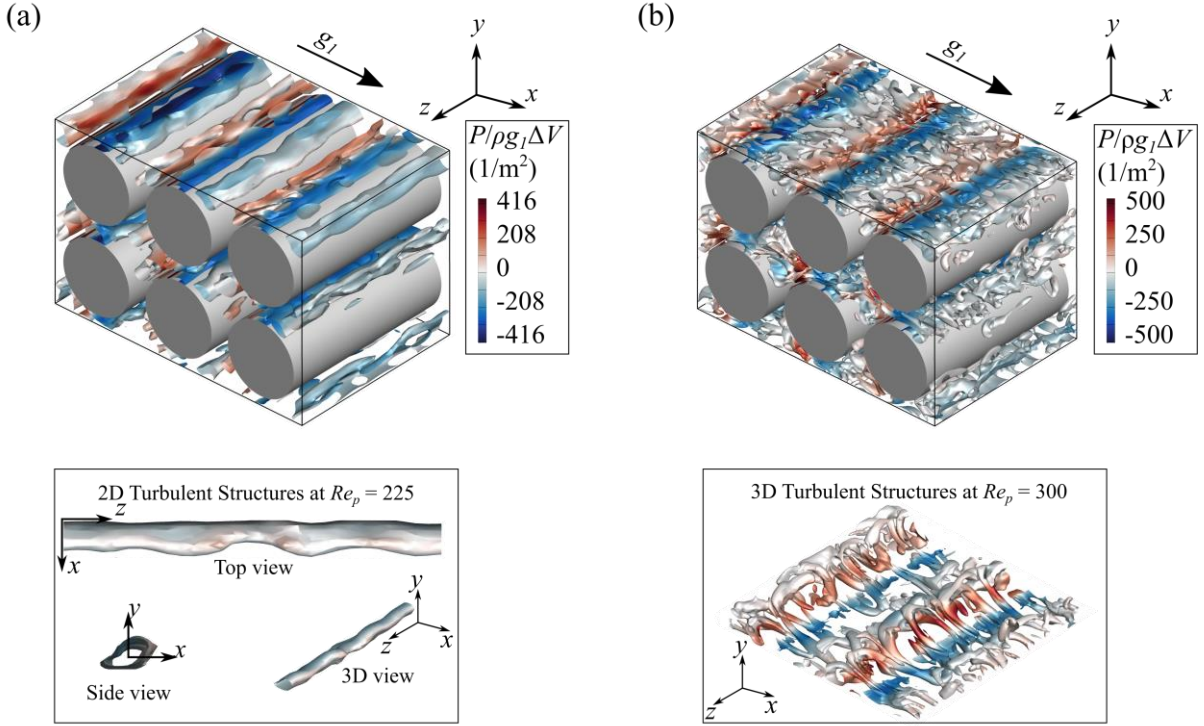 (a)
g₁
y
z
x
P/ρg₁ΔV
(1/m²)
416
208
0
-208
-416
2D Turbulent Structures at Reₚ = 225
z
x
Top view
y
x
Side view
y
z
x
3D view
(b)
g₁
y
z
x
P/ρg₁ΔV
(1/m²)
500
250
0
-250
-500
3D Turbulent Structures at Reₚ = 300
y
z
x